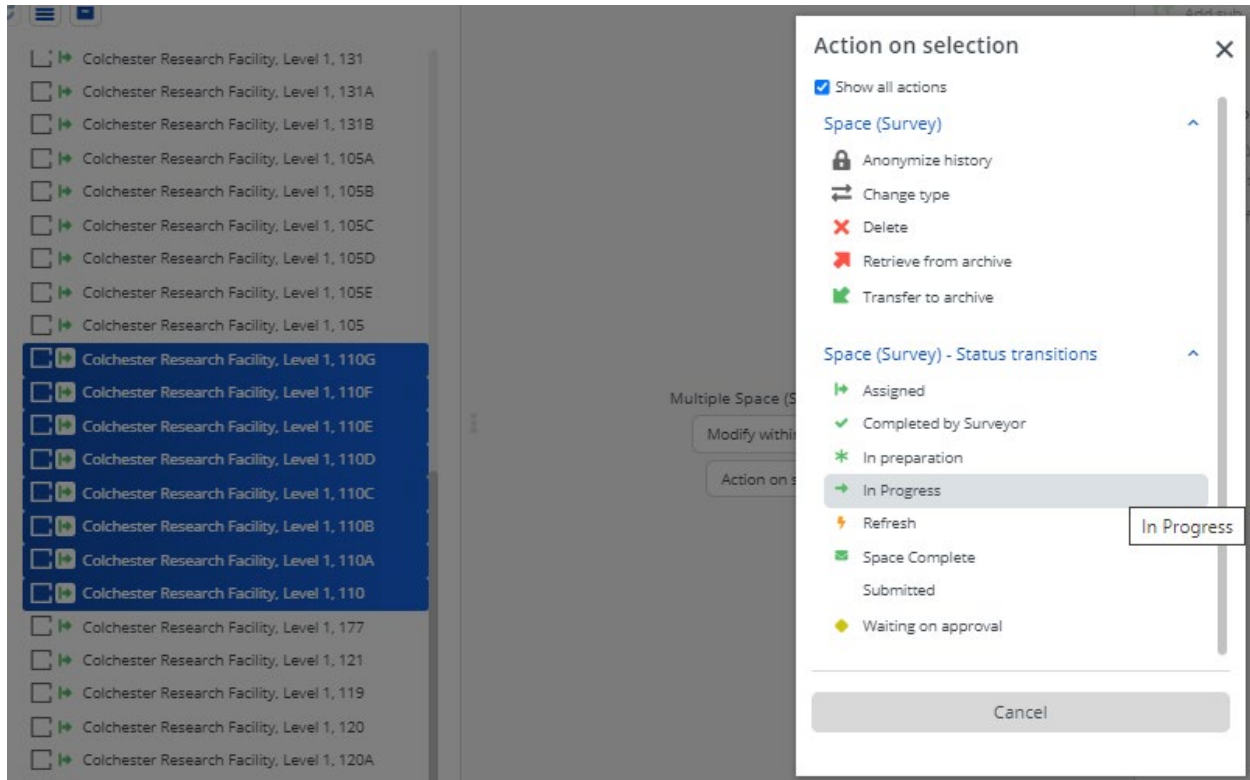 Colchester Research Facility, Level 1, 131
Colchester Research Facility, Level 1, 131A
Colchester Research Facility, Level 1, 131B
Colchester Research Facility, Level 1, 105A
Colchester Research Facility, Level 1, 105B
Colchester Research Facility, Level 1, 105C
Colchester Research Facility, Level 1, 105D
Colchester Research Facility, Level 1, 105E
Colchester Research Facility, Level 1, 105
Colchester Research Facility, Level 1, 110G
Colchester Research Facility, Level 1, 110F
Colchester Research Facility, Level 1, 110E
Colchester Research Facility, Level 1, 110D
Colchester Research Facility, Level 1, 110C
Colchester Research Facility, Level 1, 110B
Colchester Research Facility, Level 1, 110A
Colchester Research Facility, Level 1, 110
Colchester Research Facility, Level 1, 177
Colchester Research Facility, Level 1, 121
Colchester Research Facility, Level 1, 119
Colchester Research Facility, Level 1, 120
Colchester Research Facility, Level 1, 120A
Multiple Space (S
Modify withi
Action on s
Add sub
Action on selection
Show all actions
Space (Survey)
Anonymize history
Change type
Delete
Retrieve from archive
Transfer to archive
Space (Survey) - Status transitions
Assigned
Completed by Surveyor
In preparation
In Progress
Refresh
In Progress
Space Complete
Submitted
Waiting on approval
Cancel